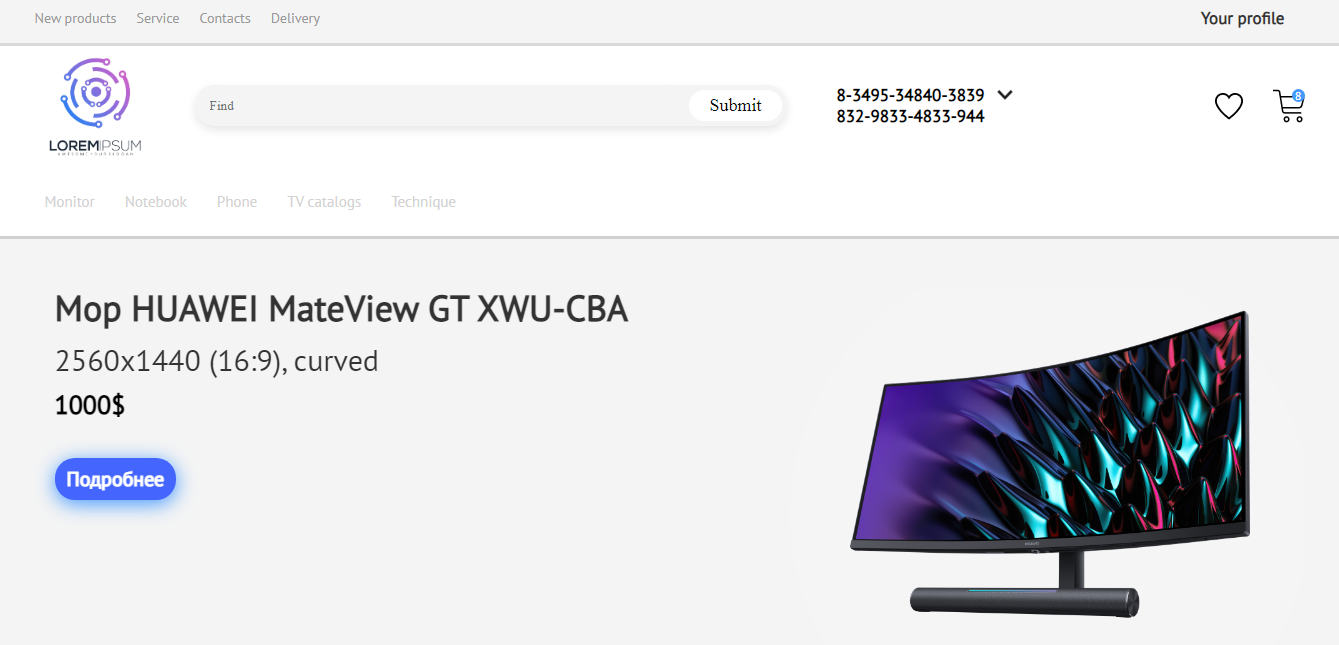 New products Service Contacts Delivery Your profile
LOREMIPSUM
Find Submit
8-3495-34840-3839
832-9833-4833-944
8
Monitor Notebook Phone TV catalogs Technique
Mop HUAWEI MateView GT XWU-CBA
2560x1440 (16:9), curved
1000$
Подробнее
HUAWEI